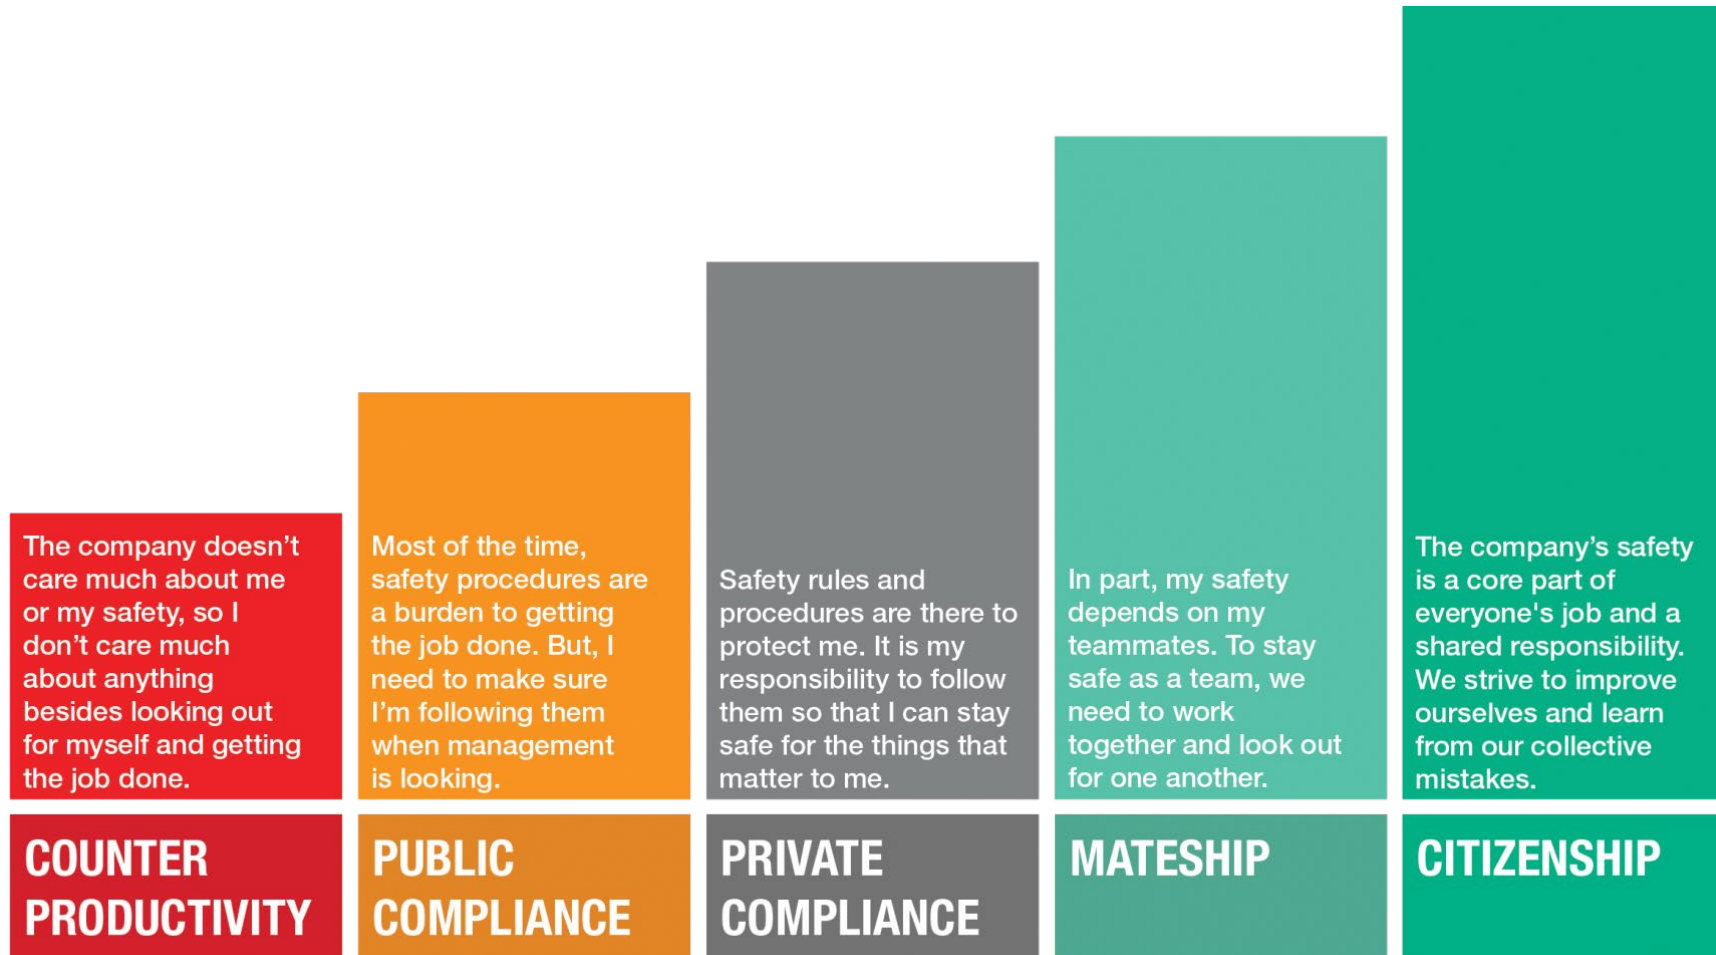 The company doesn’t
care much about me
or my safety, so I
don’t care much
about anything
besides looking out
for myself and getting
the job done.
COUNTER
PRODUCTIVITY
Most of the time,
safety procedures are
a burden to getting
the job done. But, I
need to make sure
I’m following them
when management
is looking.
PUBLIC
COMPLIANCE
Safety rules and
procedures are there to
protect me. It is my
responsibility to follow
them so that I can stay
safe for the things that
matter to me.
PRIVATE
COMPLIANCE
In part, my safety
depends on my
teammates. To stay
safe as a team, we
need to work
together and look out
for one another.
MATESHIP
The company’s safety
is a core part of
everyone's job and a
shared responsibility.
We strive to improve
ourselves and learn
from our collective
mistakes.
CITIZENSHIP